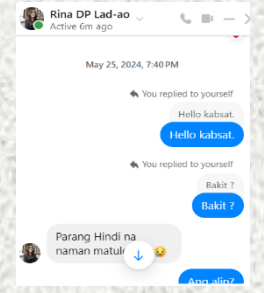 Rina DP Lad-ao
Active 6m ago
May 25, 2024, 7:40 PM
You replied to yourself
Hello kabsat.
Hello kabsat.
You replied to yourself
Bakit ?
Bakit ?
Parang Hindi na
naman 😢
Ang alin?